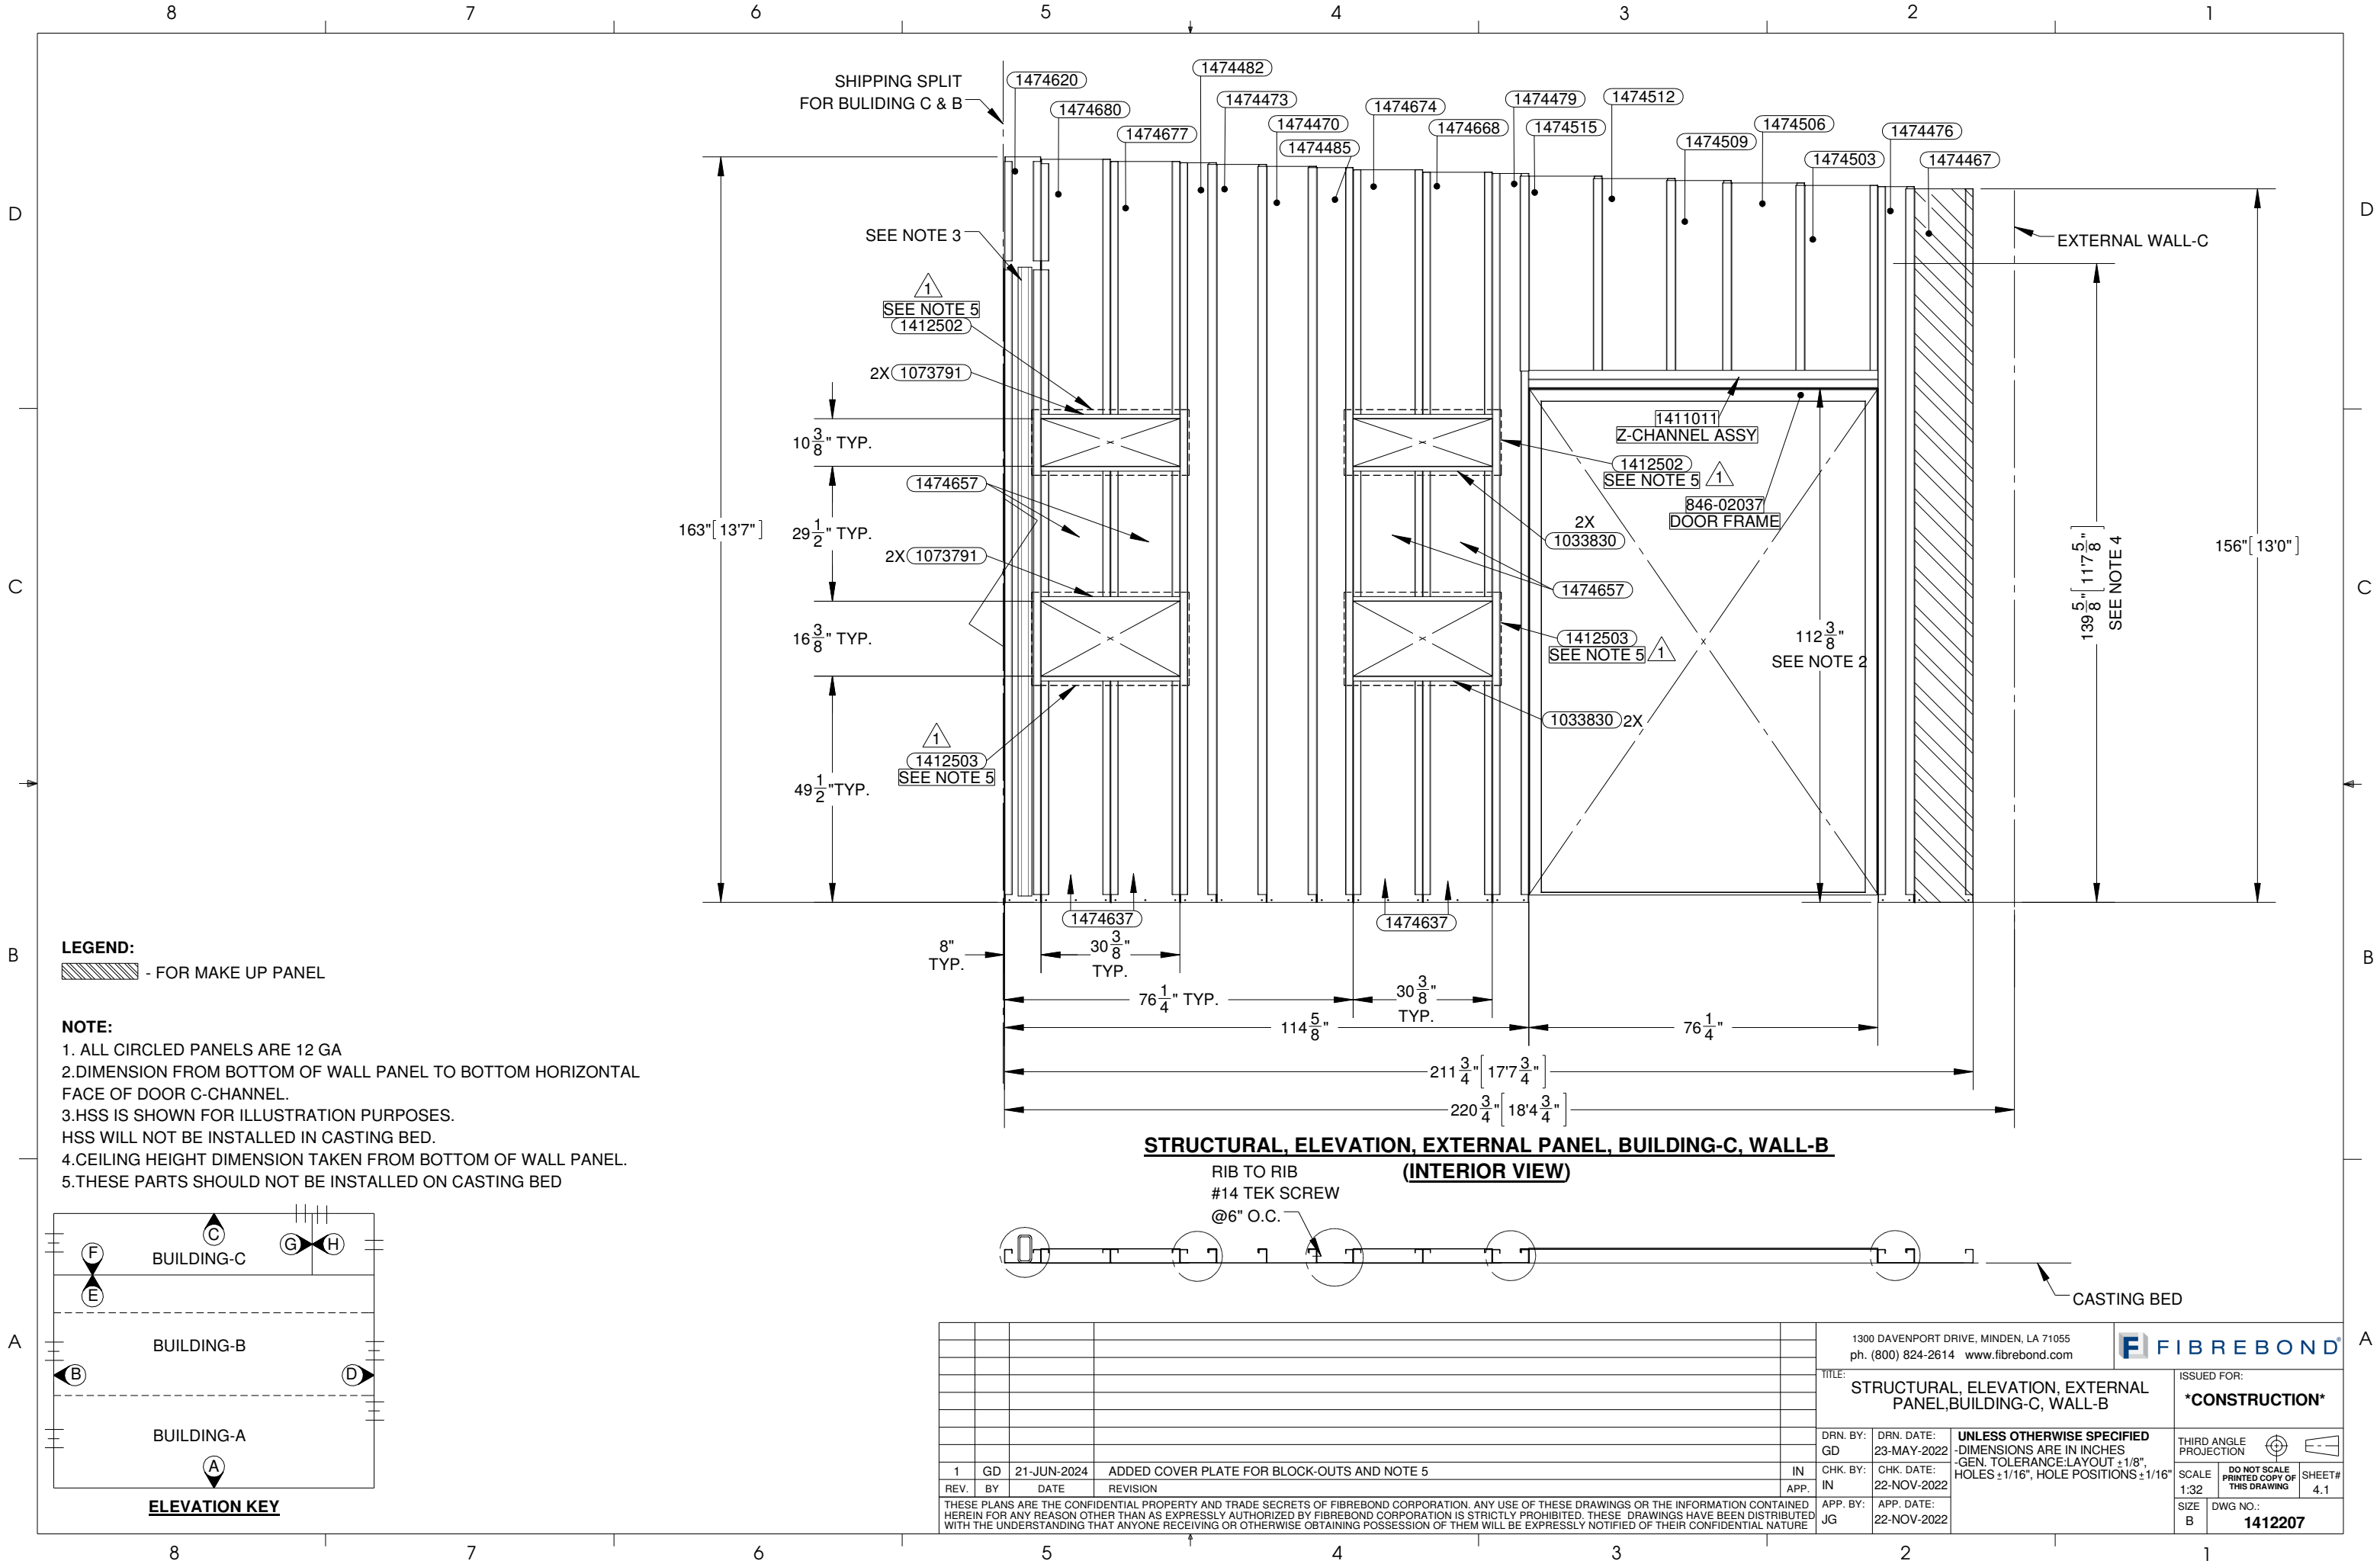 8 7 6 5 4 3 2 1
D
C
B
A
D
C
B
A
SHIPPING SPLIT
FOR BULIDING C & B
1474620
1474680
1474677
1474482
1474473
1474470
1474485
1474674
1474668
1474479
1474515
1474512
1474509
1474506
1474503
1474476
1474467
SEE NOTE 3
EXTERNAL WALL-C
1
SEE NOTE 5
1412502
2X 1073791
10 3/8" TYP.
1474657
163"[13'7"]
29 1/2" TYP.
2X 1073791
16 3/8" TYP.
1
1412503
SEE NOTE 5
49 1/2"TYP.
1411011
Z-CHANNEL ASSY
1412502
SEE NOTE 5 1
846-02037
DOOR FRAME
2X
1033830
1474657
1412503
SEE NOTE 5 1
112 3/8"
SEE NOTE 2
1033830 2X
139 5/8" [11'7 5/8"]
SEE NOTE 4
156"[13'0"]
1474637
1474637
8"
TYP.
30 3/8"
TYP.
76 1/4" TYP.
30 3/8"
TYP.
114 5/8"
76 1/4"
211 3/4"[17'7 3/4"]
220 3/4"[18'4 3/4"]
STRUCTURAL, ELEVATION, EXTERNAL PANEL, BUILDING-C, WALL-B
(INTERIOR VIEW)
RIB TO RIB
#14 TEK SCREW
@6" O.C.
CASTING BED
LEGEND:
- FOR MAKE UP PANEL
NOTE:
1. ALL CIRCLED PANELS ARE 12 GA
2.DIMENSION FROM BOTTOM OF WALL PANEL TO BOTTOM HORIZONTAL
FACE OF DOOR C-CHANNEL.
3.HSS IS SHOWN FOR ILLUSTRATION PURPOSES.
HSS WILL NOT BE INSTALLED IN CASTING BED.
4.CEILING HEIGHT DIMENSION TAKEN FROM BOTTOM OF WALL PANEL.
5.THESE PARTS SHOULD NOT BE INSTALLED ON CASTING BED
C
BUILDING-C
G H
F
E
BUILDING-B
B
D
BUILDING-A
A
ELEVATION KEY
1 GD 21-JUN-2024 ADDED COVER PLATE FOR BLOCK-OUTS AND NOTE 5 IN
REV. BY DATE REVISION APP.
THESE PLANS ARE THE CONFIDENTIAL PROPERTY AND TRADE SECRETS OF FIBREBOND CORPORATION. ANY USE OF THESE DRAWINGS OR THE INFORMATION CONTAINED
HEREIN FOR ANY REASON OTHER THAN AS EXPRESSLY AUTHORIZED BY FIBREBOND CORPORATION IS STRICTLY PROHIBITED. THESE DRAWINGS HAVE BEEN DISTRIBUTED
WITH THE UNDERSTANDING THAT ANYONE RECEIVING OR OTHERWISE OBTAINING POSSESSION OF THEM WILL BE EXPRESSLY NOTIFIED OF THEIR CONFIDENTIAL NATURE
1300 DAVENPORT DRIVE, MINDEN, LA 71055
ph. (800) 824-2614 www.fibrebond.com
FIBREBOND®
TITLE:
STRUCTURAL, ELEVATION, EXTERNAL
PANEL,BUILDING-C, WALL-B
ISSUED FOR:
*CONSTRUCTION*
DRN. BY:
GD
DRN. DATE:
23-MAY-2022
CHK. BY:
IN
CHK. DATE:
22-NOV-2022
APP. BY:
JG
APP. DATE:
22-NOV-2022
UNLESS OTHERWISE SPECIFIED
-DIMENSIONS ARE IN INCHES
-GEN. TOLERANCE:LAYOUT ±1/8",
HOLES ±1/16", HOLE POSITIONS ±1/16"
THIRD ANGLE
PROJECTION
SCALE
1:32
DO NOT SCALE
PRINTED COPY OF
THIS DRAWING
SHEET#
4.1
SIZE
B
DWG NO.:
1412207
8 7 6 5 4 3 2 1